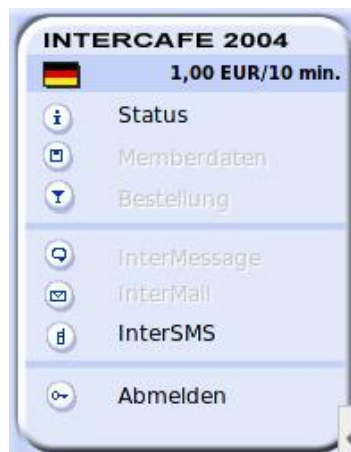 INTERCAFE 2004
1,00 EUR/10 min.
Status
Memberdaten
Bestellung
InterMessage
InterMail
InterSMS
Abmelden